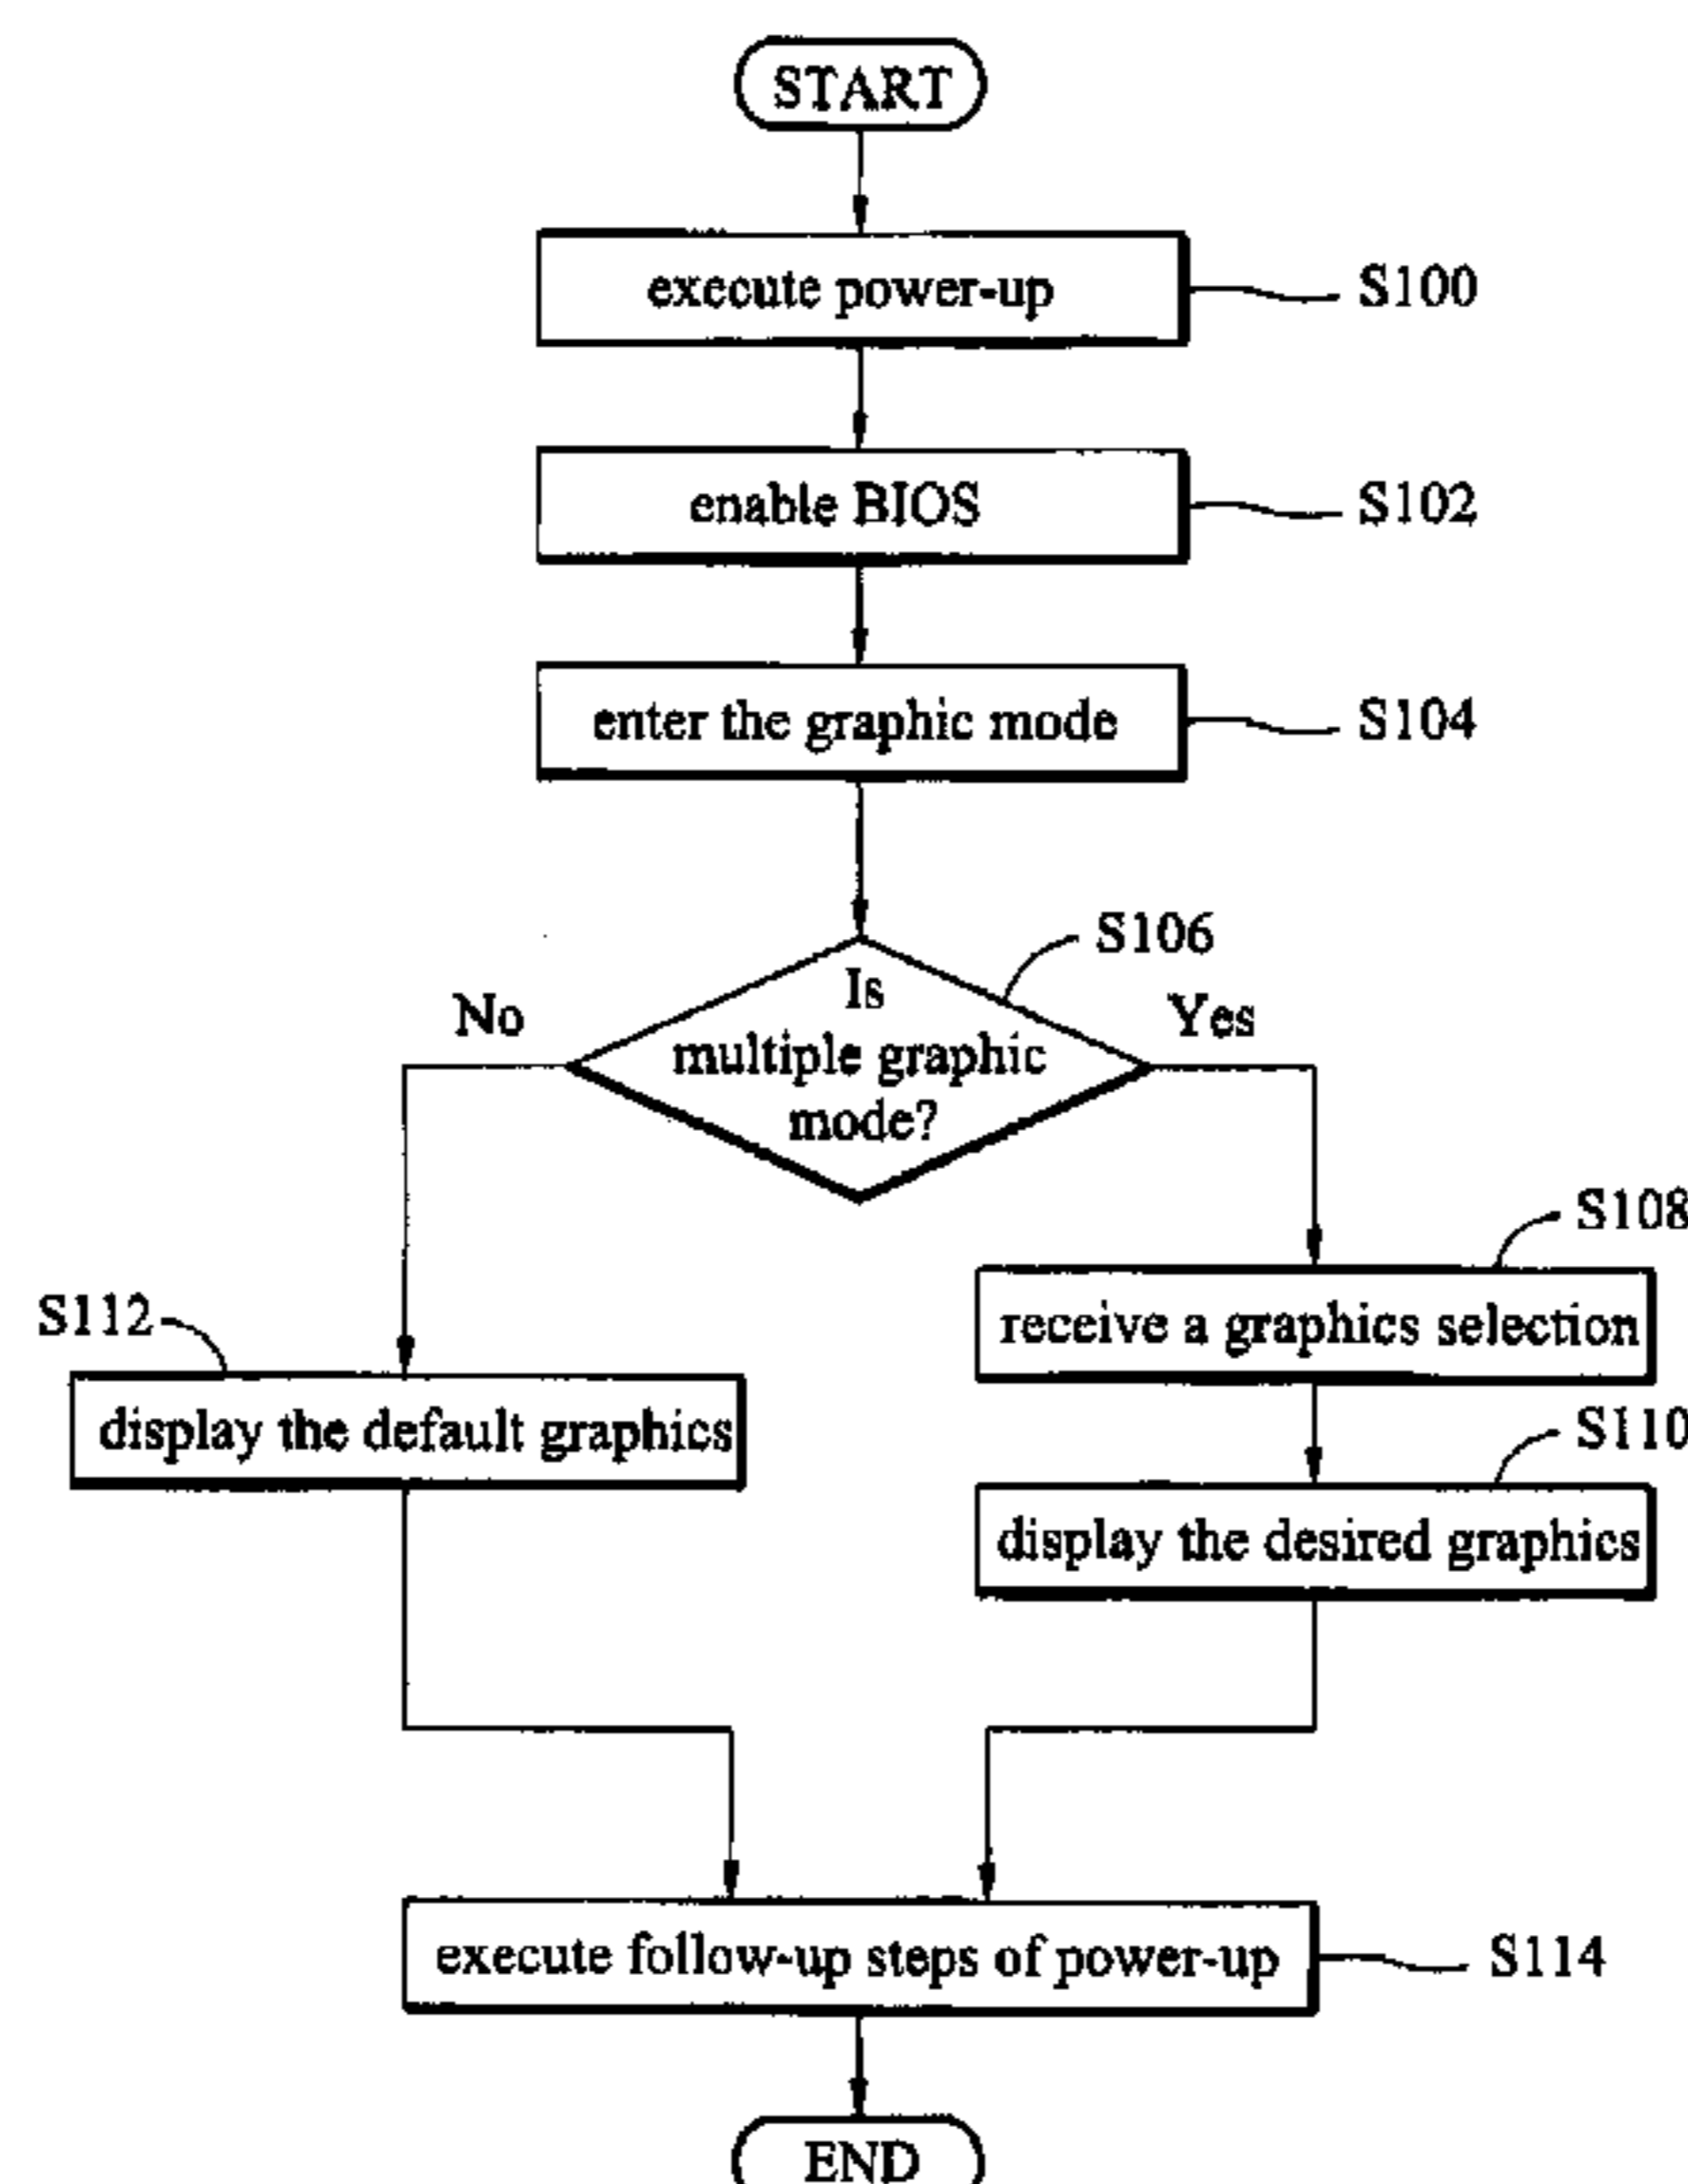 START
execute power-up
S100
enable BIOS
S102
enter the graphic mode
S104
S106
Is
multiple graphic
mode?
No
Yes
S108
receive a graphics selection
S112
display the default graphics
S110
display the desired graphics
execute follow-up steps of power-up
S114
END